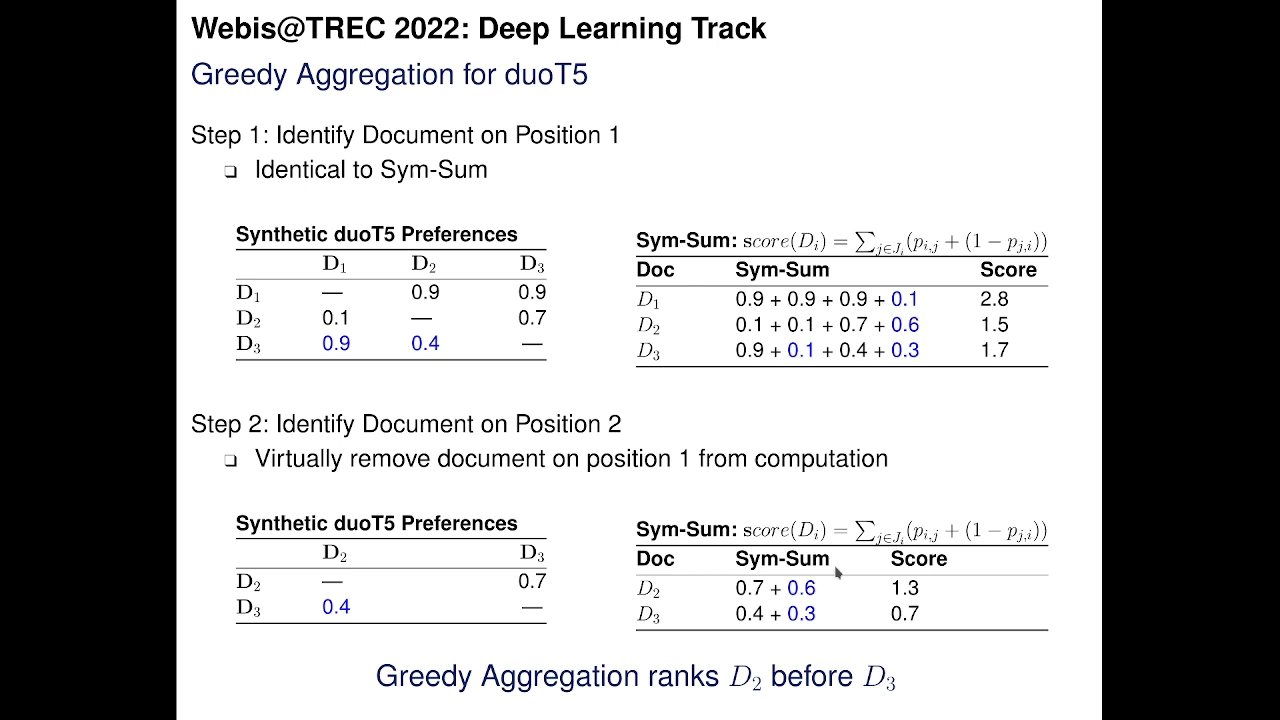 Webis@TREC 2022: Deep Learning Track
Greedy Aggregation for duoT5
Step 1: Identify Document on Position 1
❑ Identical to Sym-Sum
Synthetic duoT5 Preferences
D₁ D₂ D₃
D₁ — 0.9 0.9
D₂ 0.1 — 0.7
D₃ 0.9 0.4 —
Sym-Sum: score(Dᵢ) = ∑_{j∈Jᵢ}(p_{i,j} + (1 − p_{j,i}))
Doc Sym-Sum Score
D₁ 0.9 + 0.9 + 0.9 + 0.1 2.8
D₂ 0.1 + 0.1 + 0.7 + 0.6 1.5
D₃ 0.9 + 0.1 + 0.4 + 0.3 1.7
Step 2: Identify Document on Position 2
❑ Virtually remove document on position 1 from computation
Synthetic duoT5 Preferences
D₂ D₃
D₂ — 0.7
D₃ 0.4 —
Sym-Sum: score(Dᵢ) = ∑_{j∈Jᵢ}(p_{i,j} + (1 − p_{j,i}))
Doc Sym-Sum Score
D₂ 0.7 + 0.6 1.3
D₃ 0.4 + 0.3 0.7
Greedy Aggregation ranks D₂ before D₃